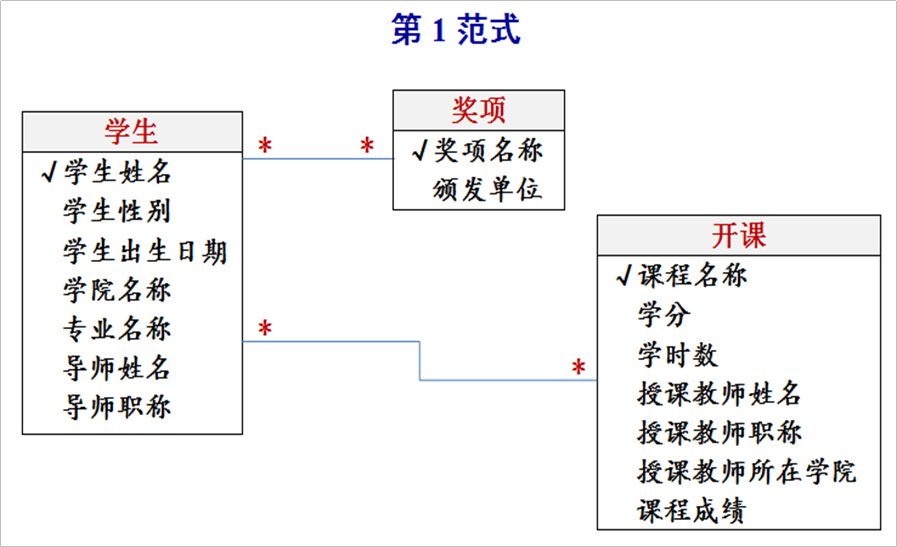 第 1 范式
学生
* *
√学生姓名
学生性别
学生出生日期
学院名称
专业名称
导师姓名
导师职称
奖项
√奖项名称
颁发单位
* *
开课
√课程名称
学分
学时数
授课教师姓名
授课教师职称
授课教师所在学院
课程成绩